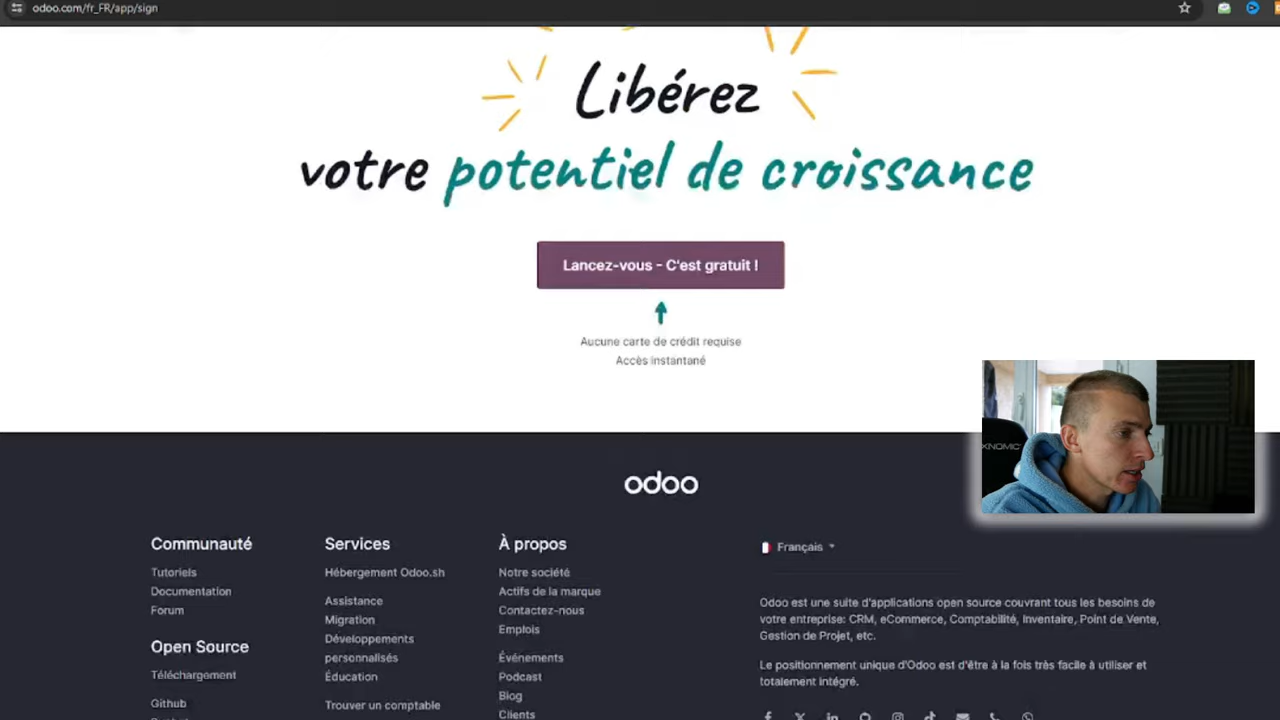 odoo.com/fr_FR/app/sign
Libérez
votre potentiel de croissance
Lancez-vous - C'est gratuit !
Aucune carte de crédit requise
Accès instantané
XNOMIC
odoo
Communauté
Tutoriels
Documentation
Forum
Open Source
Téléchargement
Github
Services
Hébergement Odoo.sh
Assistance
Migration
Développements
personnalisés
Éducation
Trouver un comptable
À propos
Notre société
Actifs de la marque
Contactez-nous
Emplois
Événements
Podcast
Blog
Clients
Français
Odoo est une suite d'applications open source couvrant tous les besoins de
votre entreprise: CRM, eCommerce, Comptabilité, Inventaire, Point de Vente,
Gestion de Projet, etc.
Le positionnement unique d'Odoo est d'être à la fois très facile à utiliser et
totalement intégré.